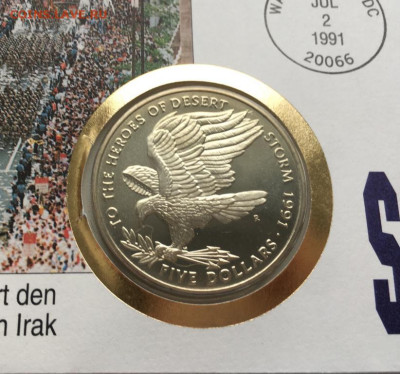 JUL
2
1991
20066
TO THE HEROES OF DESERT STORM 1991 ·
R
FIVE DOLLARS ·
rt den
n Irak
S